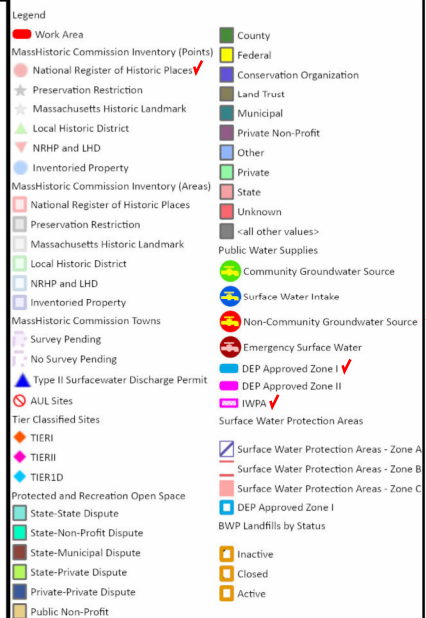 Legend
Work Area
MassHistoric Commission Inventory (Points)
National Register of Historic Places
Preservation Restriction
Massachusetts Historic Landmark
Local Historic District
NRHP and LHD
Inventoried Property
MassHistoric Commission Inventory (Areas)
National Register of Historic Places
Preservation Restriction
Massachusetts Historic Landmark
Local Historic District
NRHP and LHD
Inventoried Property
MassHistoric Commission Towns
Survey Pending
No Survey Pending
Type II Surfacewater Discharge Permit
AUL Sites
Tier Classified Sites
TIERI
TIERII
TIER1D
Protected and Recreation Open Space
State-State Dispute
State-Non-Profit Dispute
State-Municipal Dispute
State-Private Dispute
Private-Private Dispute
Public Non-Profit
County
Federal
Conservation Organization
Land Trust
Municipal
Private Non-Profit
Other
Private
State
Unknown
<all other values>
Public Water Supplies
Community Groundwater Source
Surface Water Intake
Non-Community Groundwater Source
Emergency Surface Water
DEP Approved Zone I
DEP Approved Zone II
IWPA
Surface Water Protection Areas
Surface Water Protection Areas - Zone A
Surface Water Protection Areas - Zone B
Surface Water Protection Areas - Zone C
DEP Approved Zone I
BWP Landfills by Status
Inactive
Closed
Active